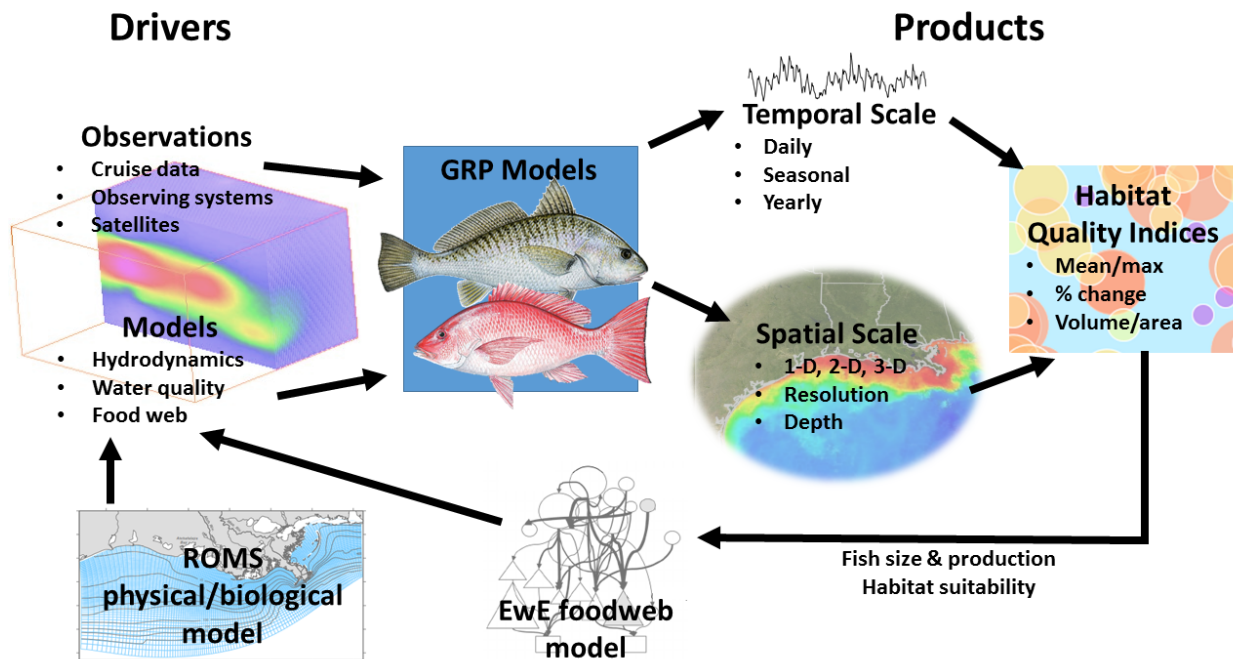 Drivers
Products
Observations
• Cruise data
• Observing systems
• Satellites
Models
• Hydrodynamics
• Water quality
• Food web
GRP Models
Temporal Scale
• Daily
• Seasonal
• Yearly
Spatial Scale
• 1-D, 2-D, 3-D
• Resolution
• Depth
Habitat
Quality Indices
• Mean/max
• % change
• Volume/area
Fish size & production
Habitat suitability
ROMS
physical/biological
model
EwE foodweb
model